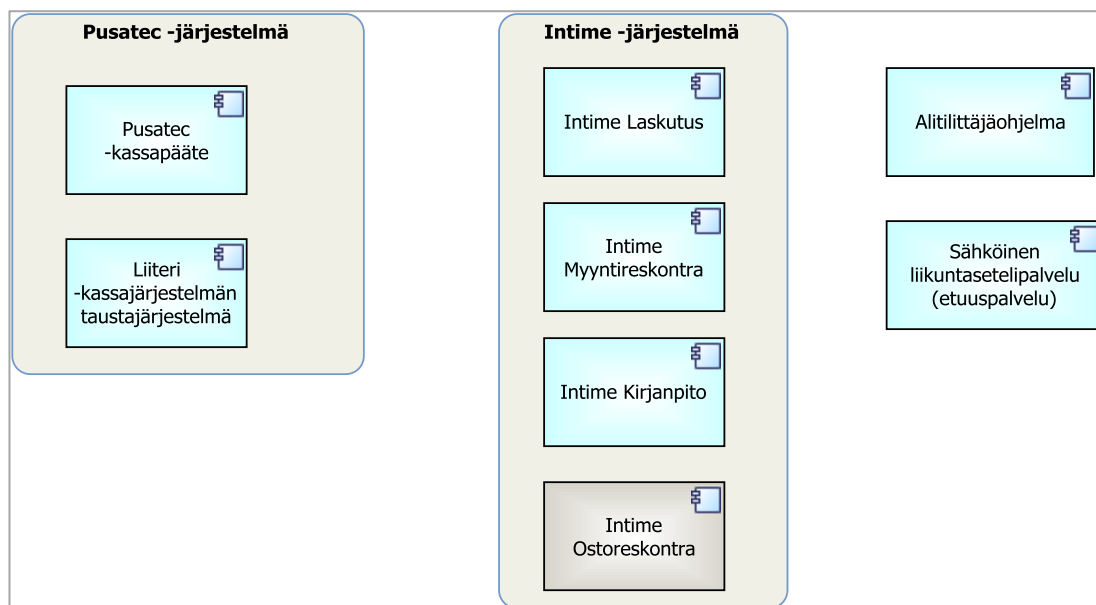 Pusatec -järjestelmä
Pusatec
-kassapääte
Liiteri
-kassajärjestelmän
taustajärjestelmä
Intime -järjestelmä
Intime Laskutus
Intime
Myyntireskontra
Intime Kirjanpito
Intime
Ostoreskontra
Alitilittäjäohjelma
Sähköinen
liikuntasetelipalvelu
(etuuspalvelu)